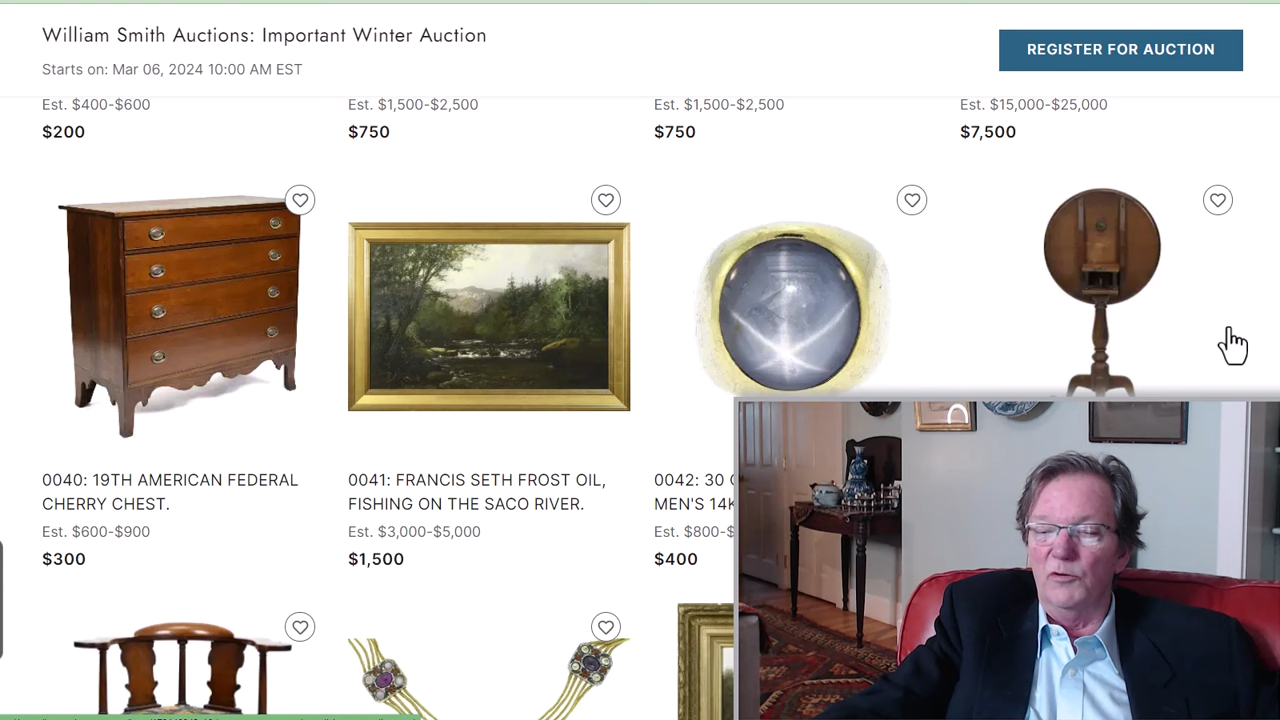 William Smith Auctions: Important Winter Auction
Starts on: Mar 06, 2024 10:00 AM EST
REGISTER FOR AUCTION
Est. $400-$600
$200
Est. $1,500-$2,500
$750
Est. $1,500-$2,500
$750
Est. $15,000-$25,000
$7,500
0040: 19TH AMERICAN FEDERAL
CHERRY CHEST.
Est. $600-$900
$300
0041: FRANCIS SETH FROST OIL,
FISHING ON THE SACO RIVER.
Est. $3,000-$5,000
$1,500
0042: 30
MEN'S 14K
Est. $800-$
$400